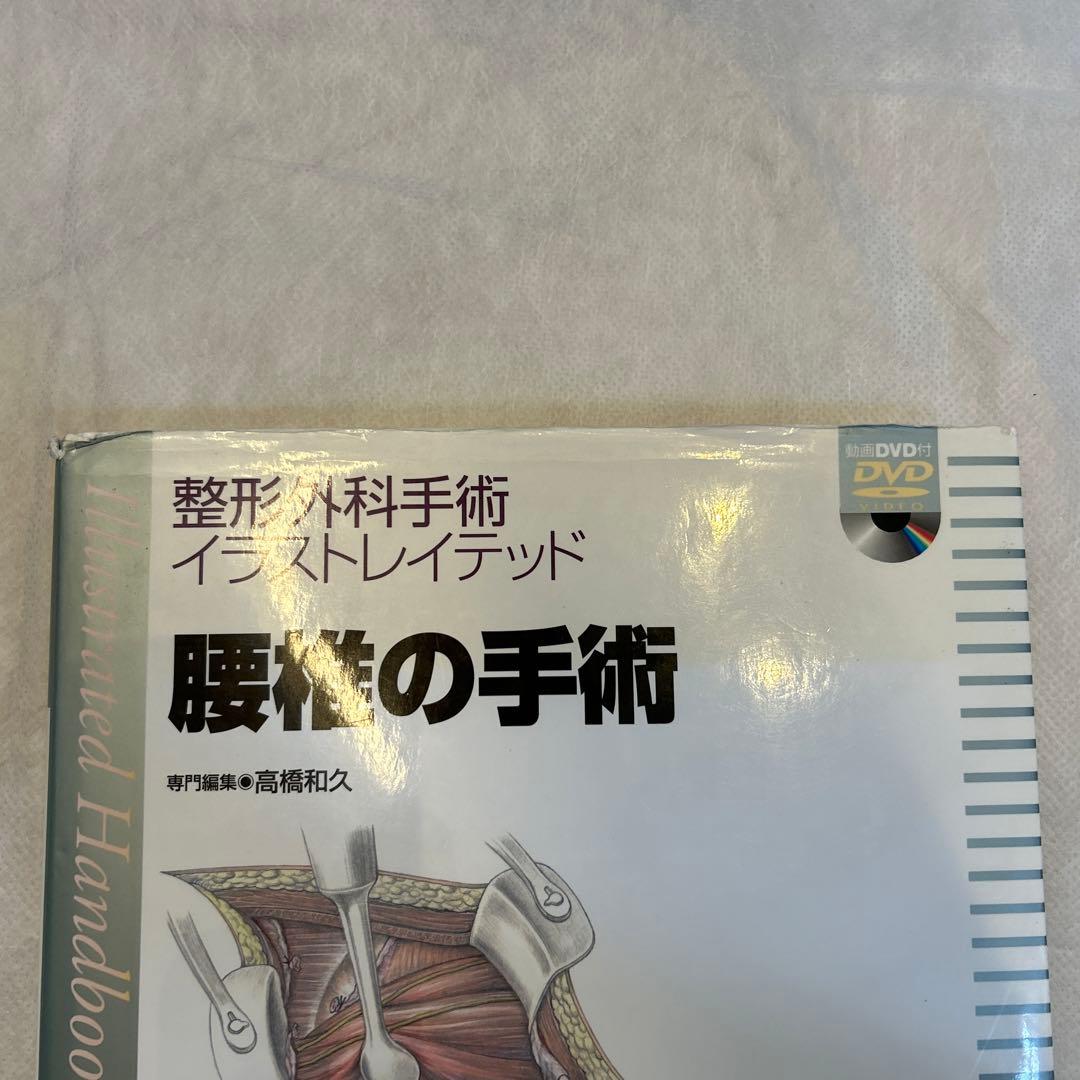 整形外科手術
イラストレイテッド
腰椎の手術
専門編集◉高橋和久
動画DVD付
DVD
VIDEO
Illustrated Handboo